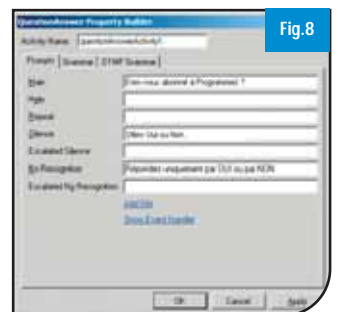 Fig.8
QuestionAnswer Property Builder
Activity Name: questionAnswerActivity1
Prompts Grammar DTMF Grammar
Main: Etes-vous abonné à Programmez ?
Help:
Repeat:
Silence: Dites Oui ou Non.
Escalated Silence:
No Recognition: Répondez uniquement par OUI ou par NON
Escalated No Recognition:
Show Event Handler
OK Cancel Apply